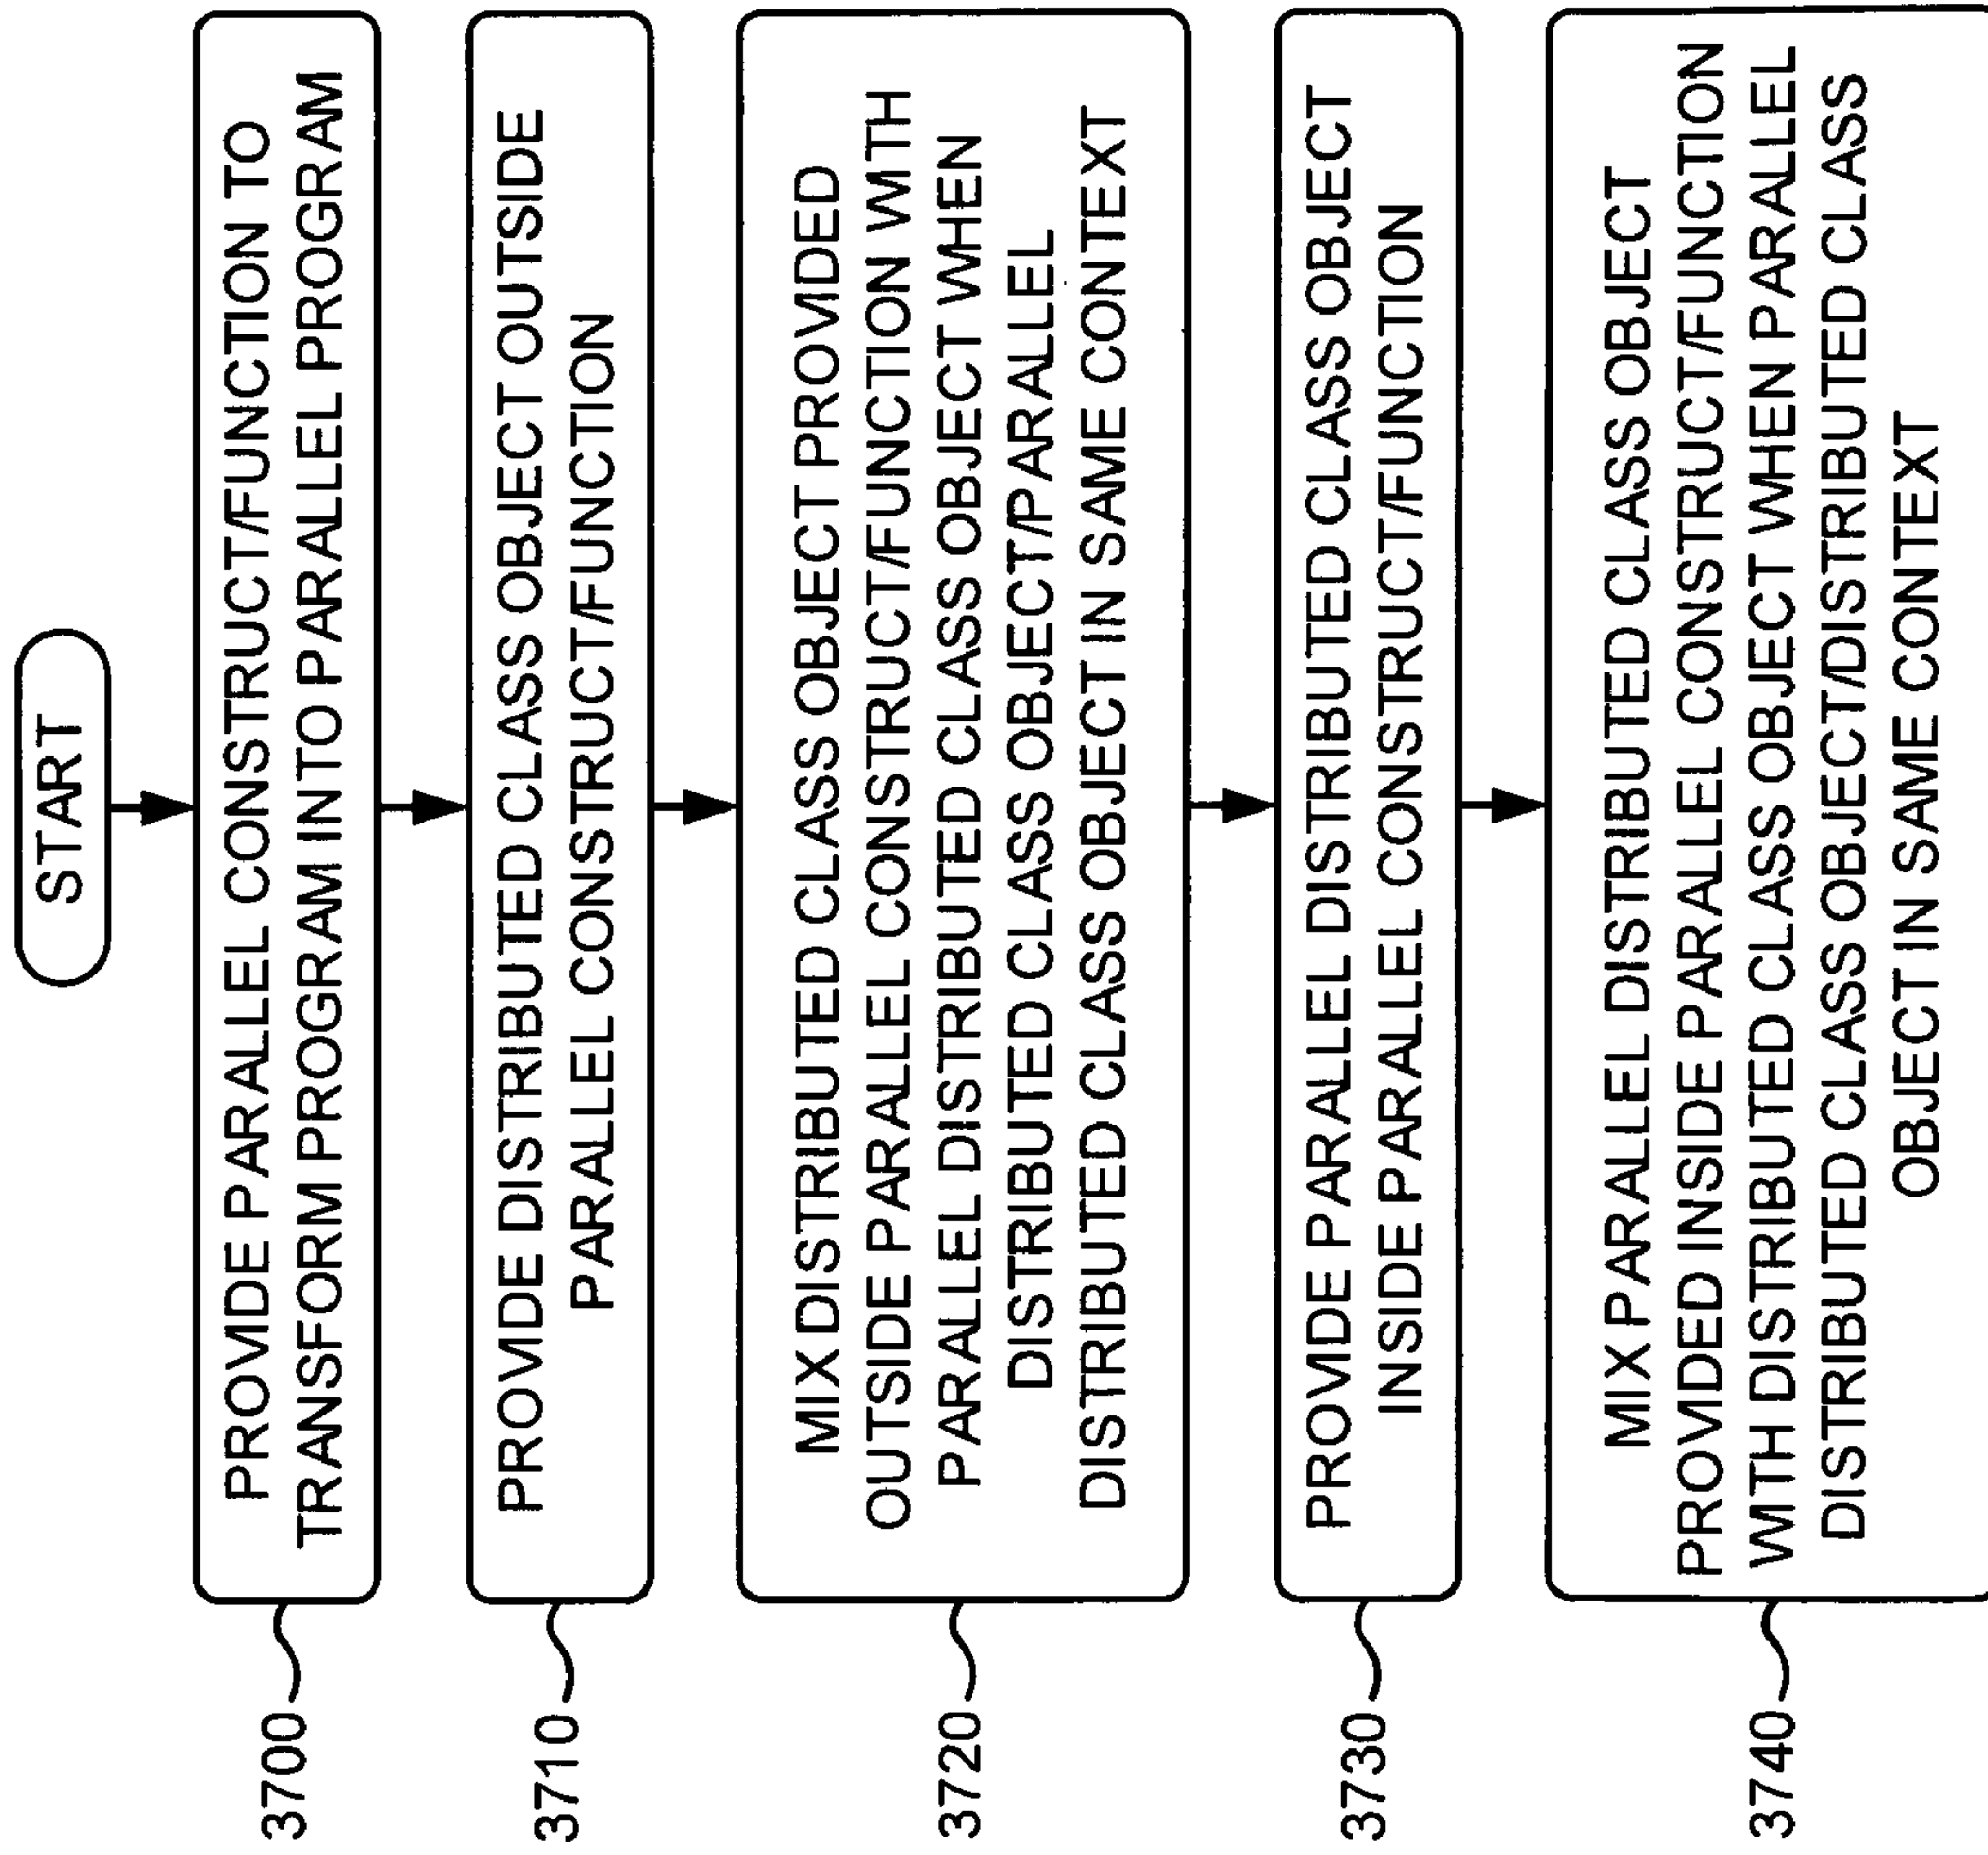 START
3700
PROVIDE PARALLEL CONSTRUCT/FUNCTION TO
TRANSFORM PROGRAM INTO PARALLEL PROGRAM
3710
PROVIDE DISTRIBUTED CLASS OBJECT OUTSIDE
PARALLEL CONSTRUCT/FUNCTION
3720
MIX DISTRIBUTED CLASS OBJECT PROVIDED
OUTSIDE PARALLEL CONSTRUCT/FUNCTION WITH
PARALLEL DISTRIBUTED CLASS OBJECT WHEN
DISTRIBUTED CLASS OBJECT/PARALLEL
DISTRIBUTED CLASS OBJECT IN SAME CONTEXT
3730
PROVIDE PARALLEL DISTRIBUTED CLASS OBJECT
INSIDE PARALLEL CONSTRUCT/FUNCTION
3740
MIX PARALLEL DISTRIBUTED CLASS OBJECT
PROVIDED INSIDE PARALLEL CONSTRUCT/FUNCTION
WITH DISTRIBUTED CLASS OBJECT WHEN PARALLEL
DISTRIBUTED CLASS OBJECT/DISTRIBUTED CLASS
OBJECT IN SAME CONTEXT